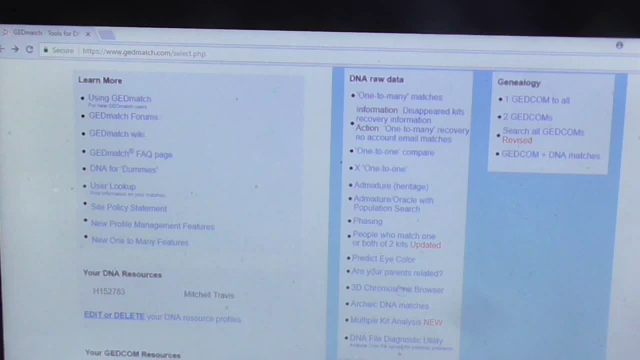 GEDmatch - Tools for D
Secure https://www.gedmatch.com/select.php
Learn More
Using GEDmatch
For new GEDmatch users
GEDmatch Forums
GEDmatch wiki
GEDmatch® FAQ page
DNA for 'Dummies'
User Lookup
Site Policy Statement
New Profile Management Features
New One to Many Features
Your DNA Resources
H152763 Mitchell Travis
EDIT or DELETE your DNA resource profiles
Your GEDCOM Resources
DNA raw data
'One-to-many' matches
Information Disappeared kits
recovery information
Action 'One-to-many' recovery
no account email matches
'One-to-one' compare
X 'One-to-one'
Admixture (heritage)
Admixture/Oracle with
Population Search
Phasing
People who match one
or both of 2 kits Updated
Predict Eye Color
Are your parents related?
3D Chromosome Browser
Archaic DNA matches
Multiple Kit Analysis NEW
DNA File Diagnostic Utility
Genealogy
1 GEDCOM to all
2 GEDCOMs
Search all GEDCOMs
Revised
GEDCOM + DNA matches